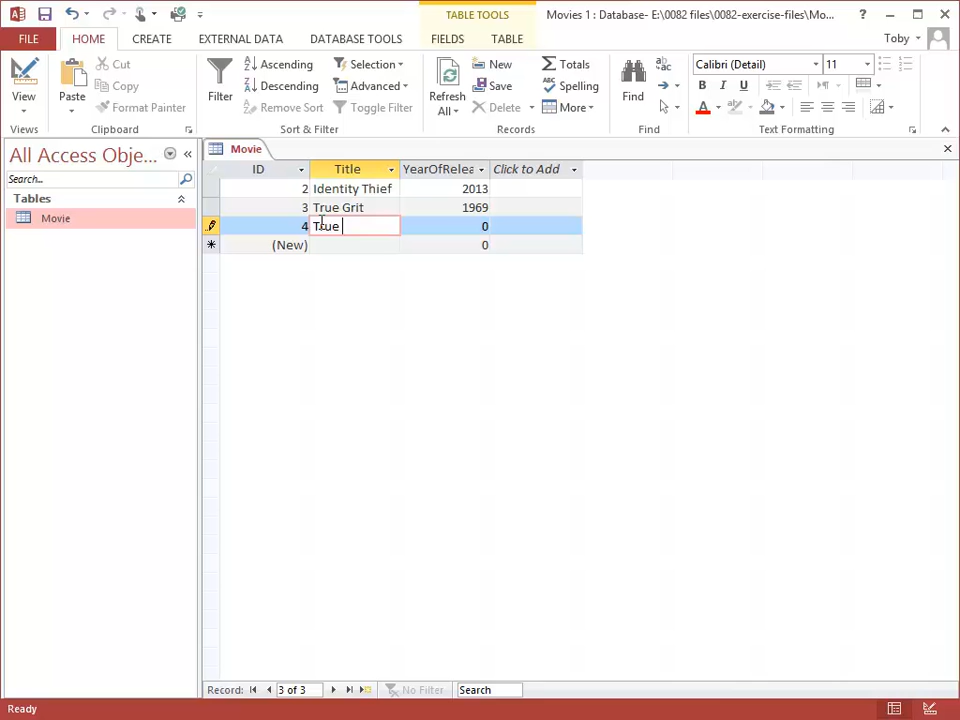 TABLE TOOLS
Movies 1 : Database- E:\0082 files\0082-exercise-files\Mo...
?
FILE
HOME
CREATE
EXTERNAL DATA
DATABASE TOOLS
FIELDS
TABLE
Toby
View
Views
Paste
Cut
Copy
Format Painter
Clipboard
Filter
Ascending
Descending
Remove Sort
Selection
Advanced
Toggle Filter
Sort & Filter
Refresh
All
New
Save
Delete
Totals
Spelling
More
Records
Find
Find
Calibri (Detail)
11
B I U
A
Text Formatting
All Access Obje...
Search...
Tables
Movie
Movie
ID Title YearOfRelea Click to Add
2 Identity Thief 2013
3 True Grit 1969
4 True 0
(New) 0
Record: 3 of 3 No Filter Search
Ready